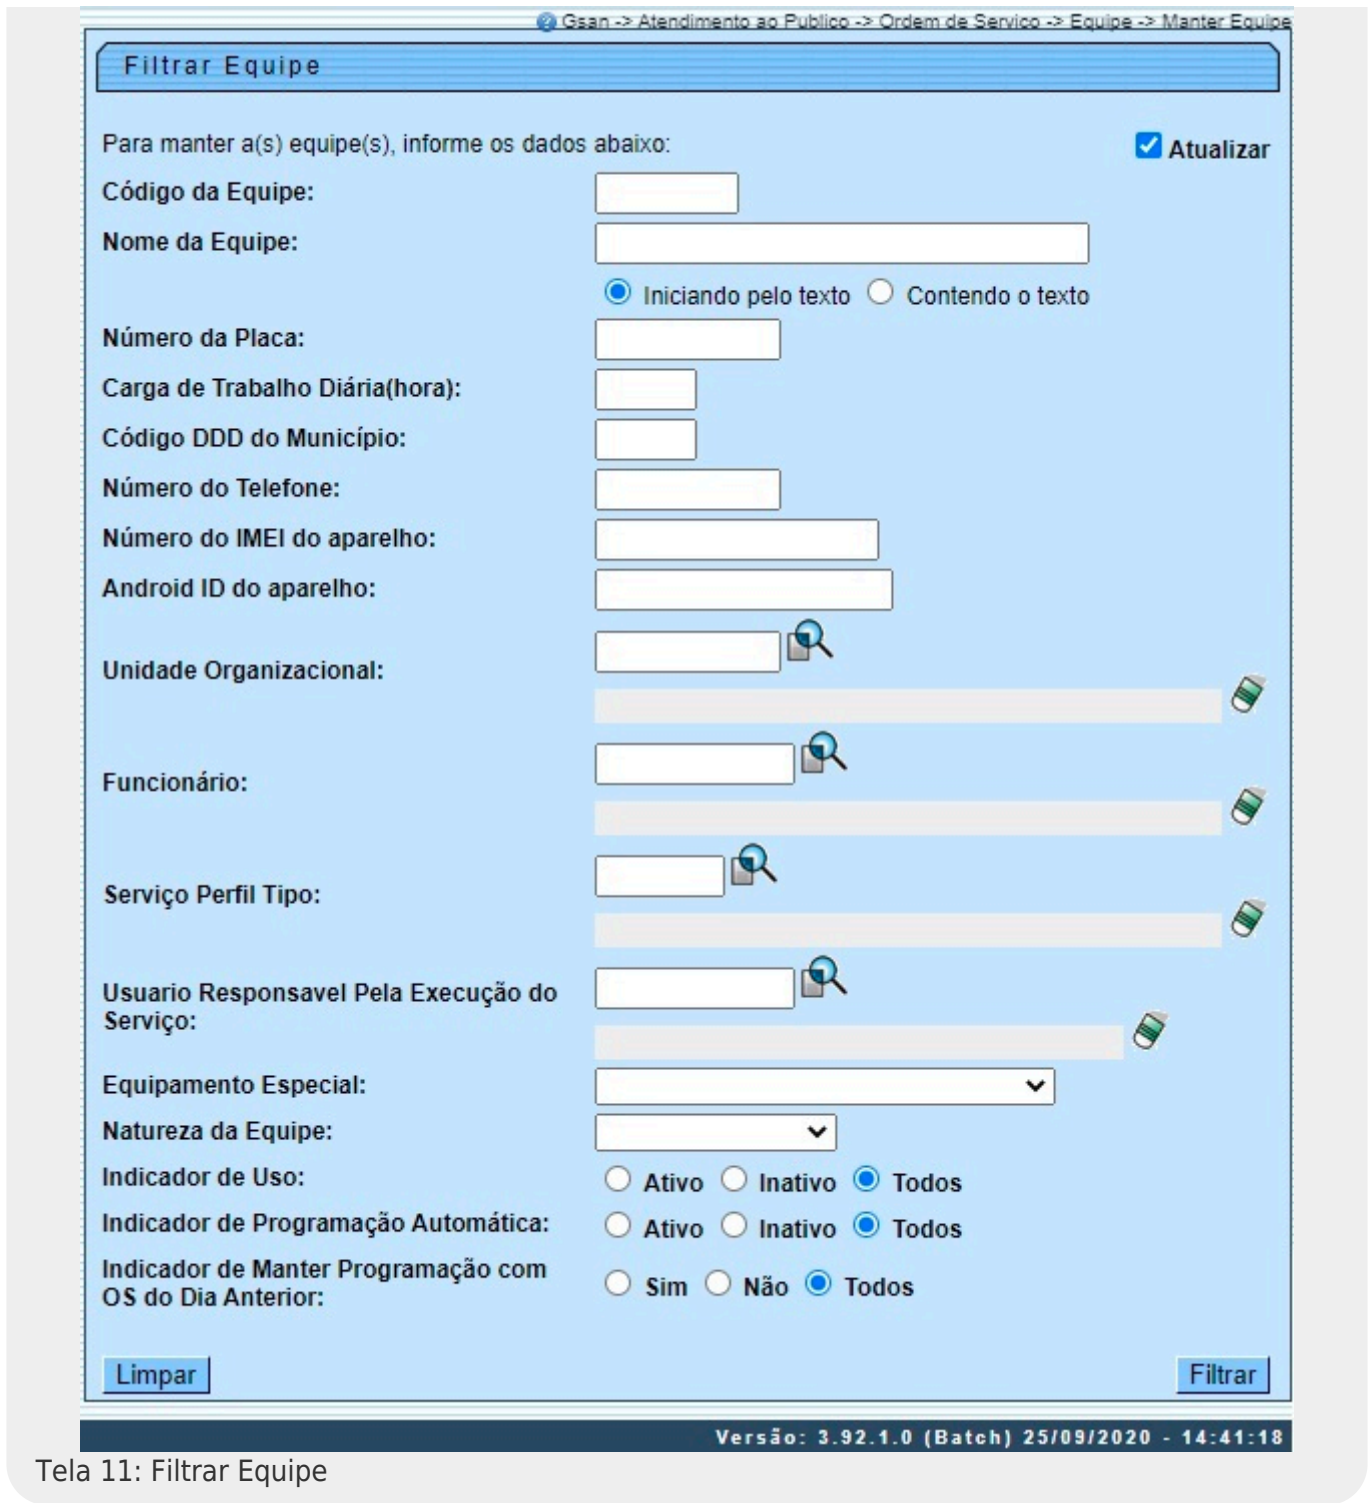 Gsan -> Atendimento ao Publico -> Ordem de Servico -> Equipe -> Manter Equipe
Filtrar Equipe
Para manter a(s) equipe(s), informe os dados abaixo:
Atualizar
Código da Equipe:
Nome da Equipe:
Iniciando pelo texto Contendo o texto
Número da Placa:
Carga de Trabalho Diária(hora):
Código DDD do Município:
Número do Telefone:
Número do IMEI do aparelho:
Android ID do aparelho:
Unidade Organizacional:
Funcionário:
Serviço Perfil Tipo:
Usuario Responsavel Pela Execução do
Serviço:
Equipamento Especial:
Natureza da Equipe:
Indicador de Uso:
Ativo Inativo Todos
Indicador de Programação Automática:
Ativo Inativo Todos
Indicador de Manter Programação com
OS do Dia Anterior:
Sim Não Todos
Limpar
Filtrar
Versão: 3.92.1.0 (Batch) 25/09/2020 - 14:41:18
Tela 11: Filtrar Equipe